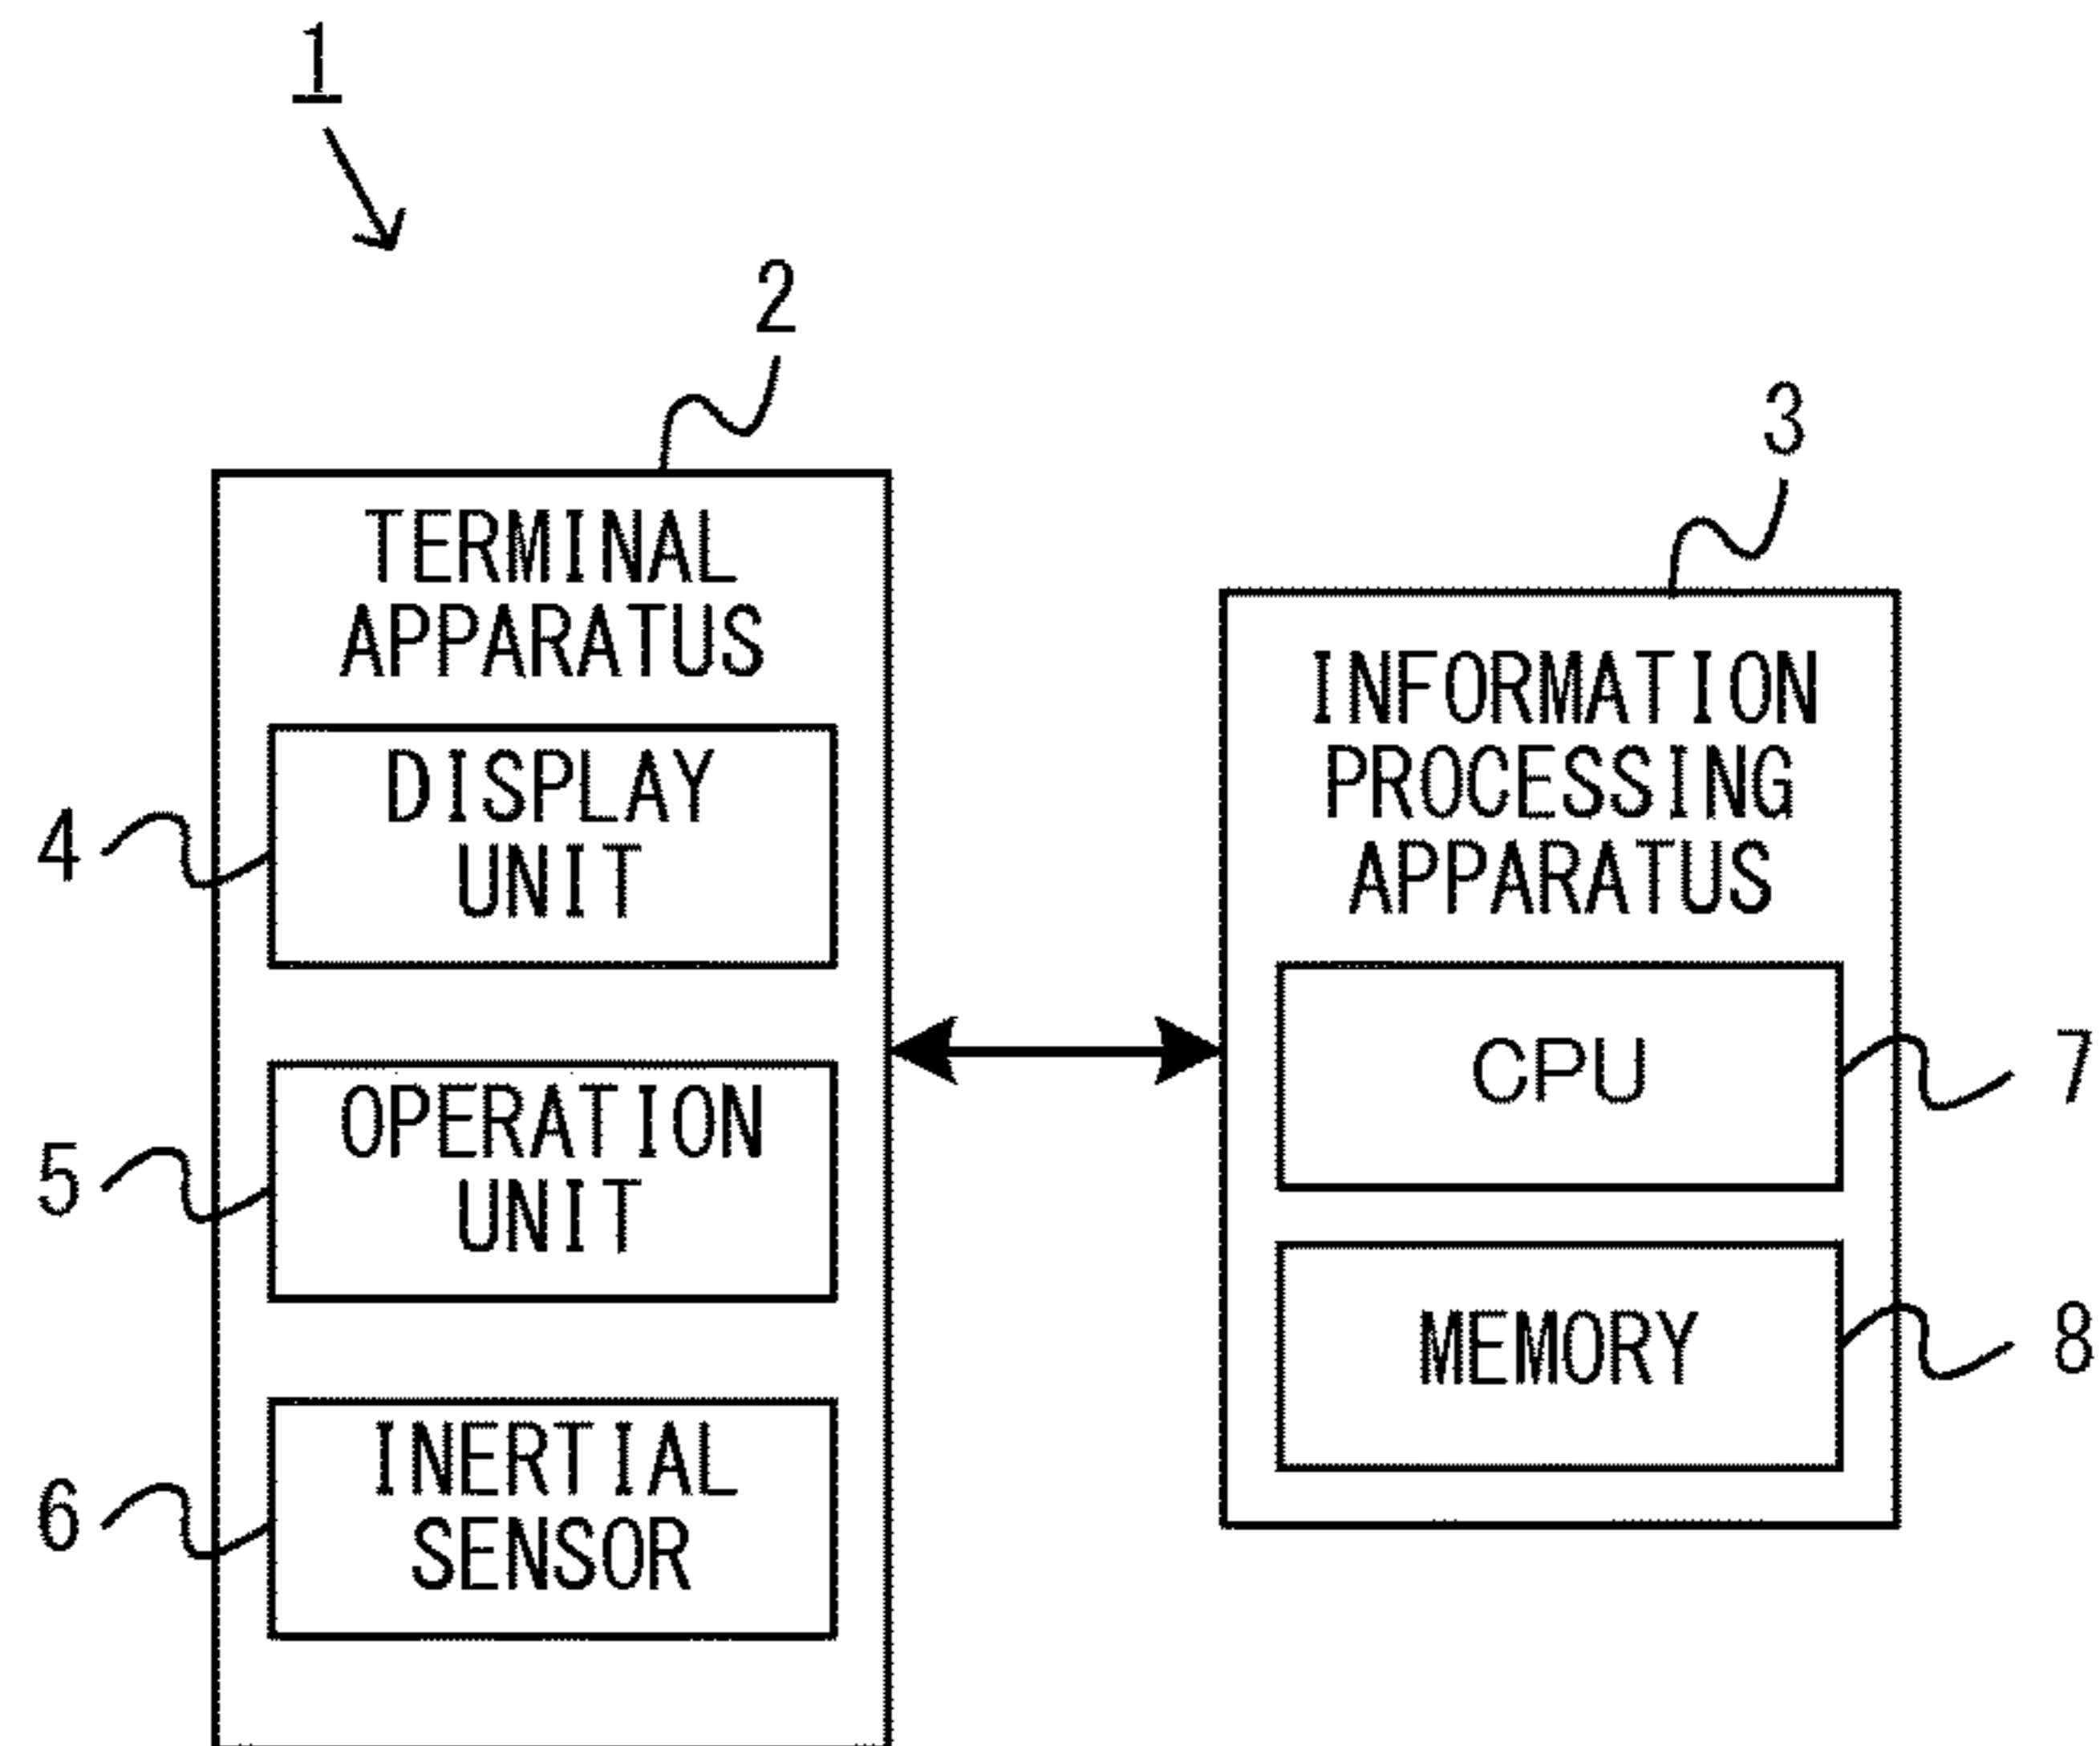 1
2
3
TERMINAL
APPARATUS
INFORMATION
PROCESSING
APPARATUS
4
DISPLAY
UNIT
5
OPERATION
UNIT
6
INERTIAL
SENSOR
CPU
7
MEMORY
8